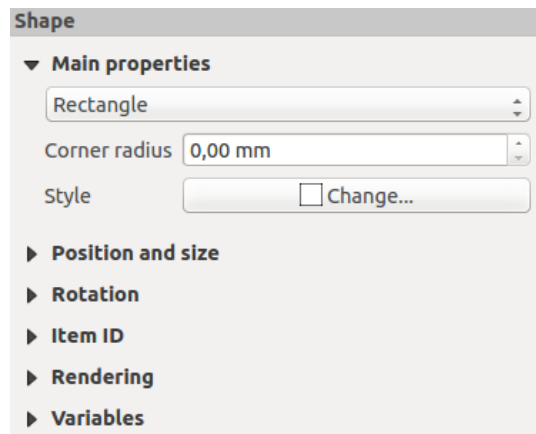 Shape
Main properties
Rectangle
Corner radius 0,00 mm
Style Change...
Position and size
Rotation
Item ID
Rendering
Variables